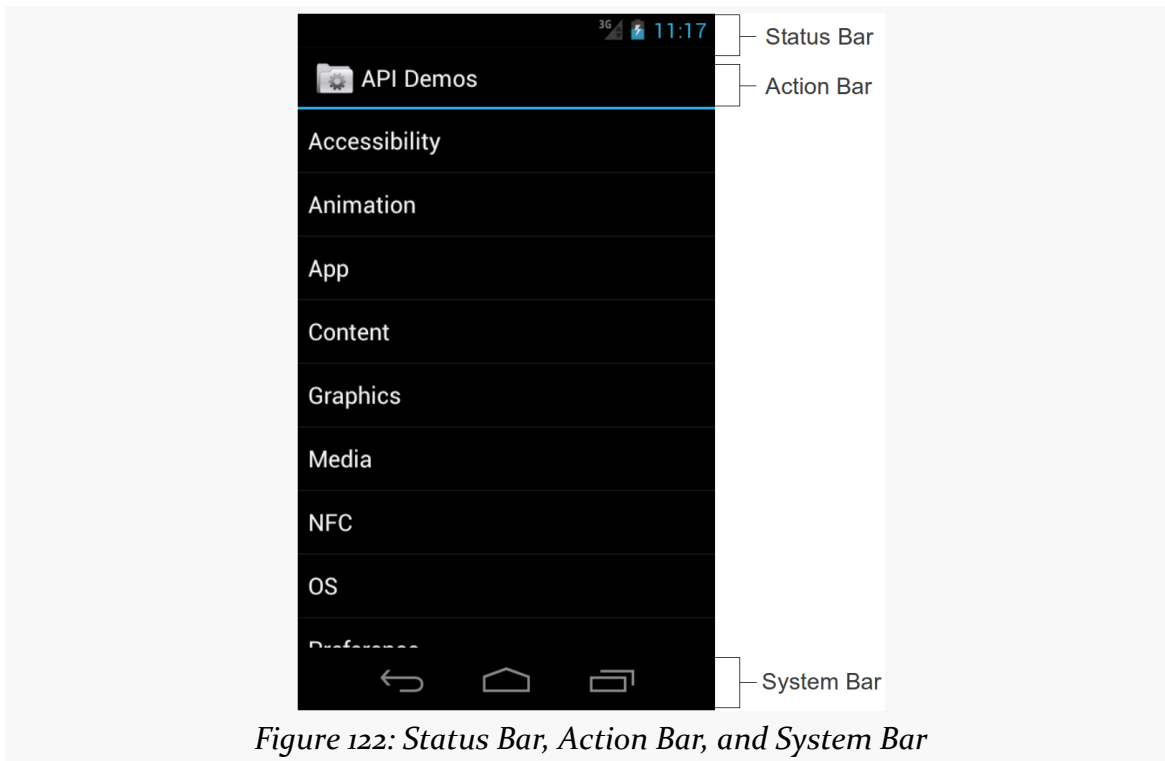 3G 11:17
Status Bar
API Demos
Action Bar
Accessibility
Animation
App
Content
Graphics
Media
NFC
OS
Preference
System Bar
Figure 122: Status Bar, Action Bar, and System Bar